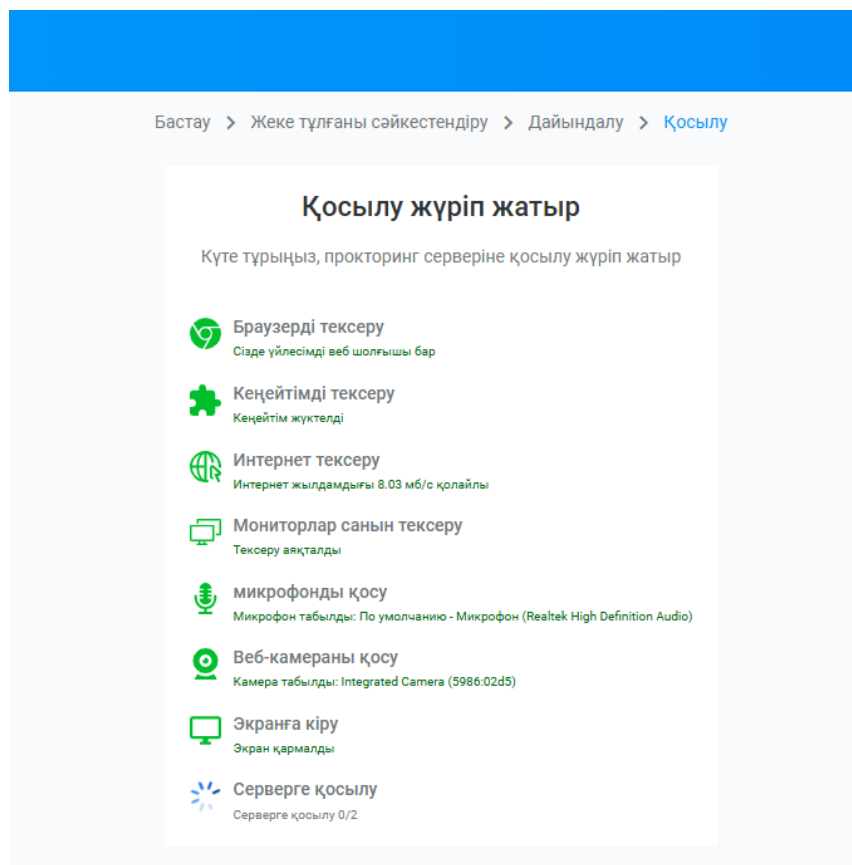 Бастау > Жеке тұлғаны сәйкестендіру > Дайындалу > Қосылу
Қосылу жүріп жатыр
Күте тұрыңыз, прокторинг серверіне қосылу жүріп жатыр
Браузерді тексеру
Сізде үйлесімді веб шолғышы бар
Кеңейтімді тексеру
Кеңейтім жүктелді
Интернет тексеру
Интернет жылдамдығы 8.03 мб/с қолайлы
Мониторлар санын тексеру
Тексеру аяқталды
микрофонды қосу
Микрофон табылды: По умолчанию - Микрофон (Realtek High Definition Audio)
Веб-камераны қосу
Камера табылды: Integrated Camera (5986:02d5)
Экранға кіру
Экран қармалды
Серверге қосылу
Серверге қосылу 0/2